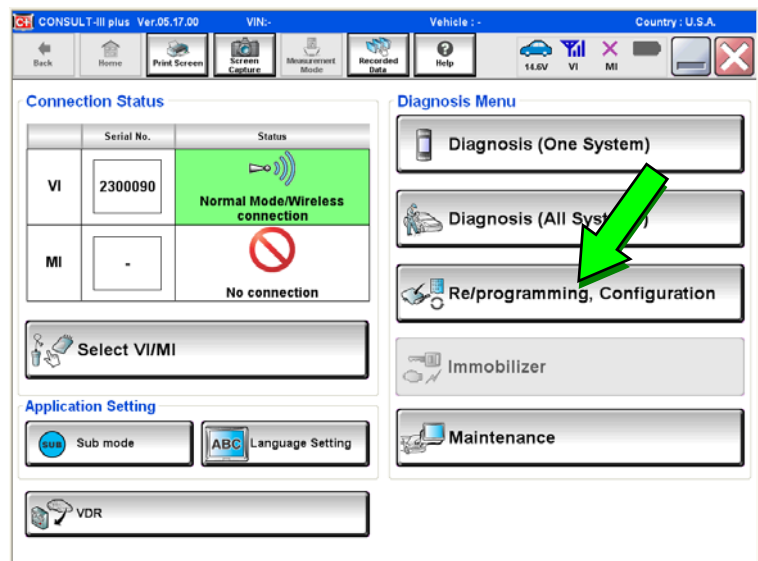 CONSULT-III plus Ver.05.17.00 VIN:- Vehicle : - Country : U.S.A.
Back
Home
Print Screen
Screen Capture
Measurement Mode
Recorded Data
Help
14.6V
VI
MI
Connection Status
Serial No. Status
VI
2300090
Normal Mode/Wireless
connection
MI
-
No connection
Select VI/MI
Application Setting
SUB
Sub mode
ABC
Language Setting
VDR
Diagnosis Menu
Diagnosis (One System)
Diagnosis (All Syst )
Re/programming, Configuration
Immobilizer
Maintenance